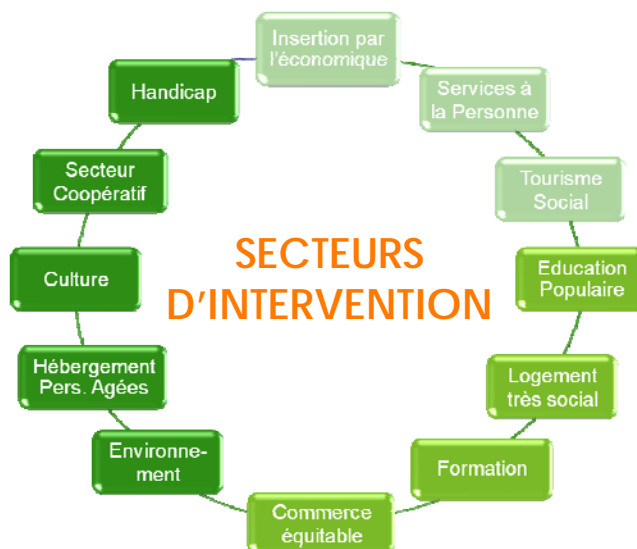 Insertion par
l'économique
Services à
la Personne
Tourisme
Social
Education
Populaire
Logement
très social
Formation
Commerce
équitable
Environne-
ment
Hébergement
Pers. Agées
Culture
Secteur
Coopératif
Handicap
SECTEURS
D'INTERVENTION